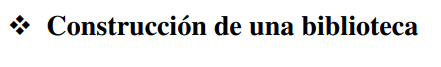 ❖ Construcción de una biblioteca